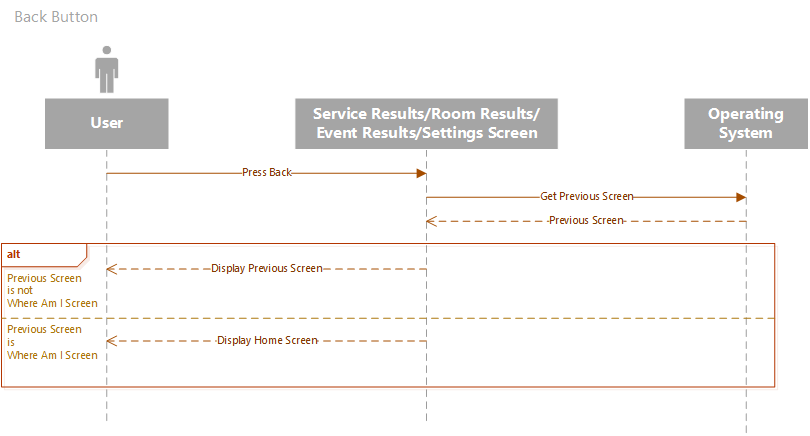 Back Button
User
Service Results/Room Results/
Event Results/Settings Screen
Operating
System
Press Back
Get Previous Screen
Previous Screen
alt
Display Previous Screen
Previous Screen
is not
Where Am I Screen
Previous Screen
is
Where Am I Screen
Display Home Screen